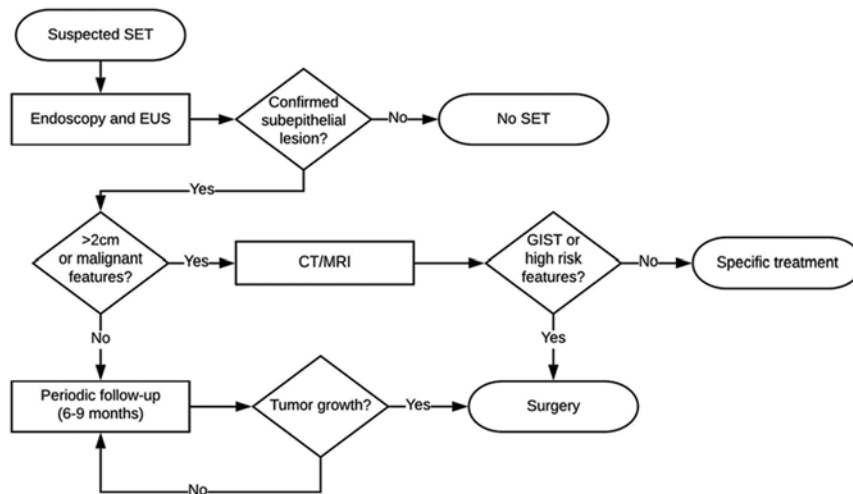 Suspected SET
Endoscopy and EUS
Confirmed
subepithelial
lesion?
No
No SET
Yes
>2cm
or malignant
features?
Yes
CT/MRI
GIST or
high risk
features?
No
Specific treatment
No
Yes
Periodic follow-up
(6-9 months)
Tumor growth?
Yes
Surgery
No